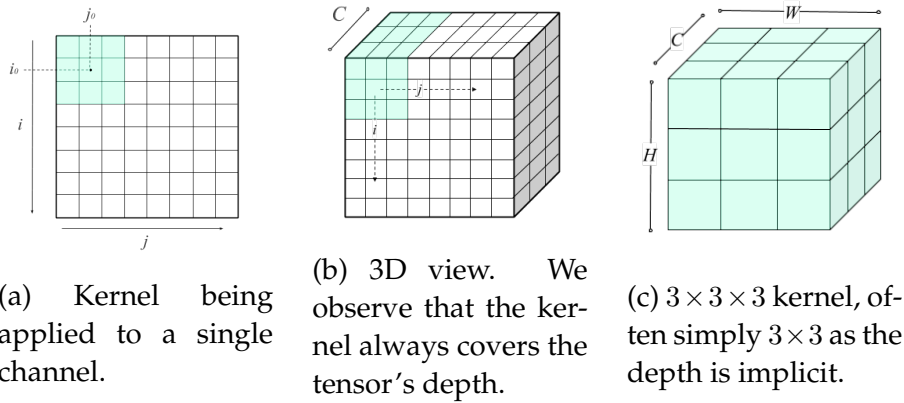 j₀
i₀
i
j
C
j
i
W
C
H
(a) Kernel being
applied to a single
channel.
(b) 3D view. We
observe that the ker-
nel always covers the
tensor's depth.
(c) 3×3×3 kernel, of-
ten simply 3×3 as the
depth is implicit.